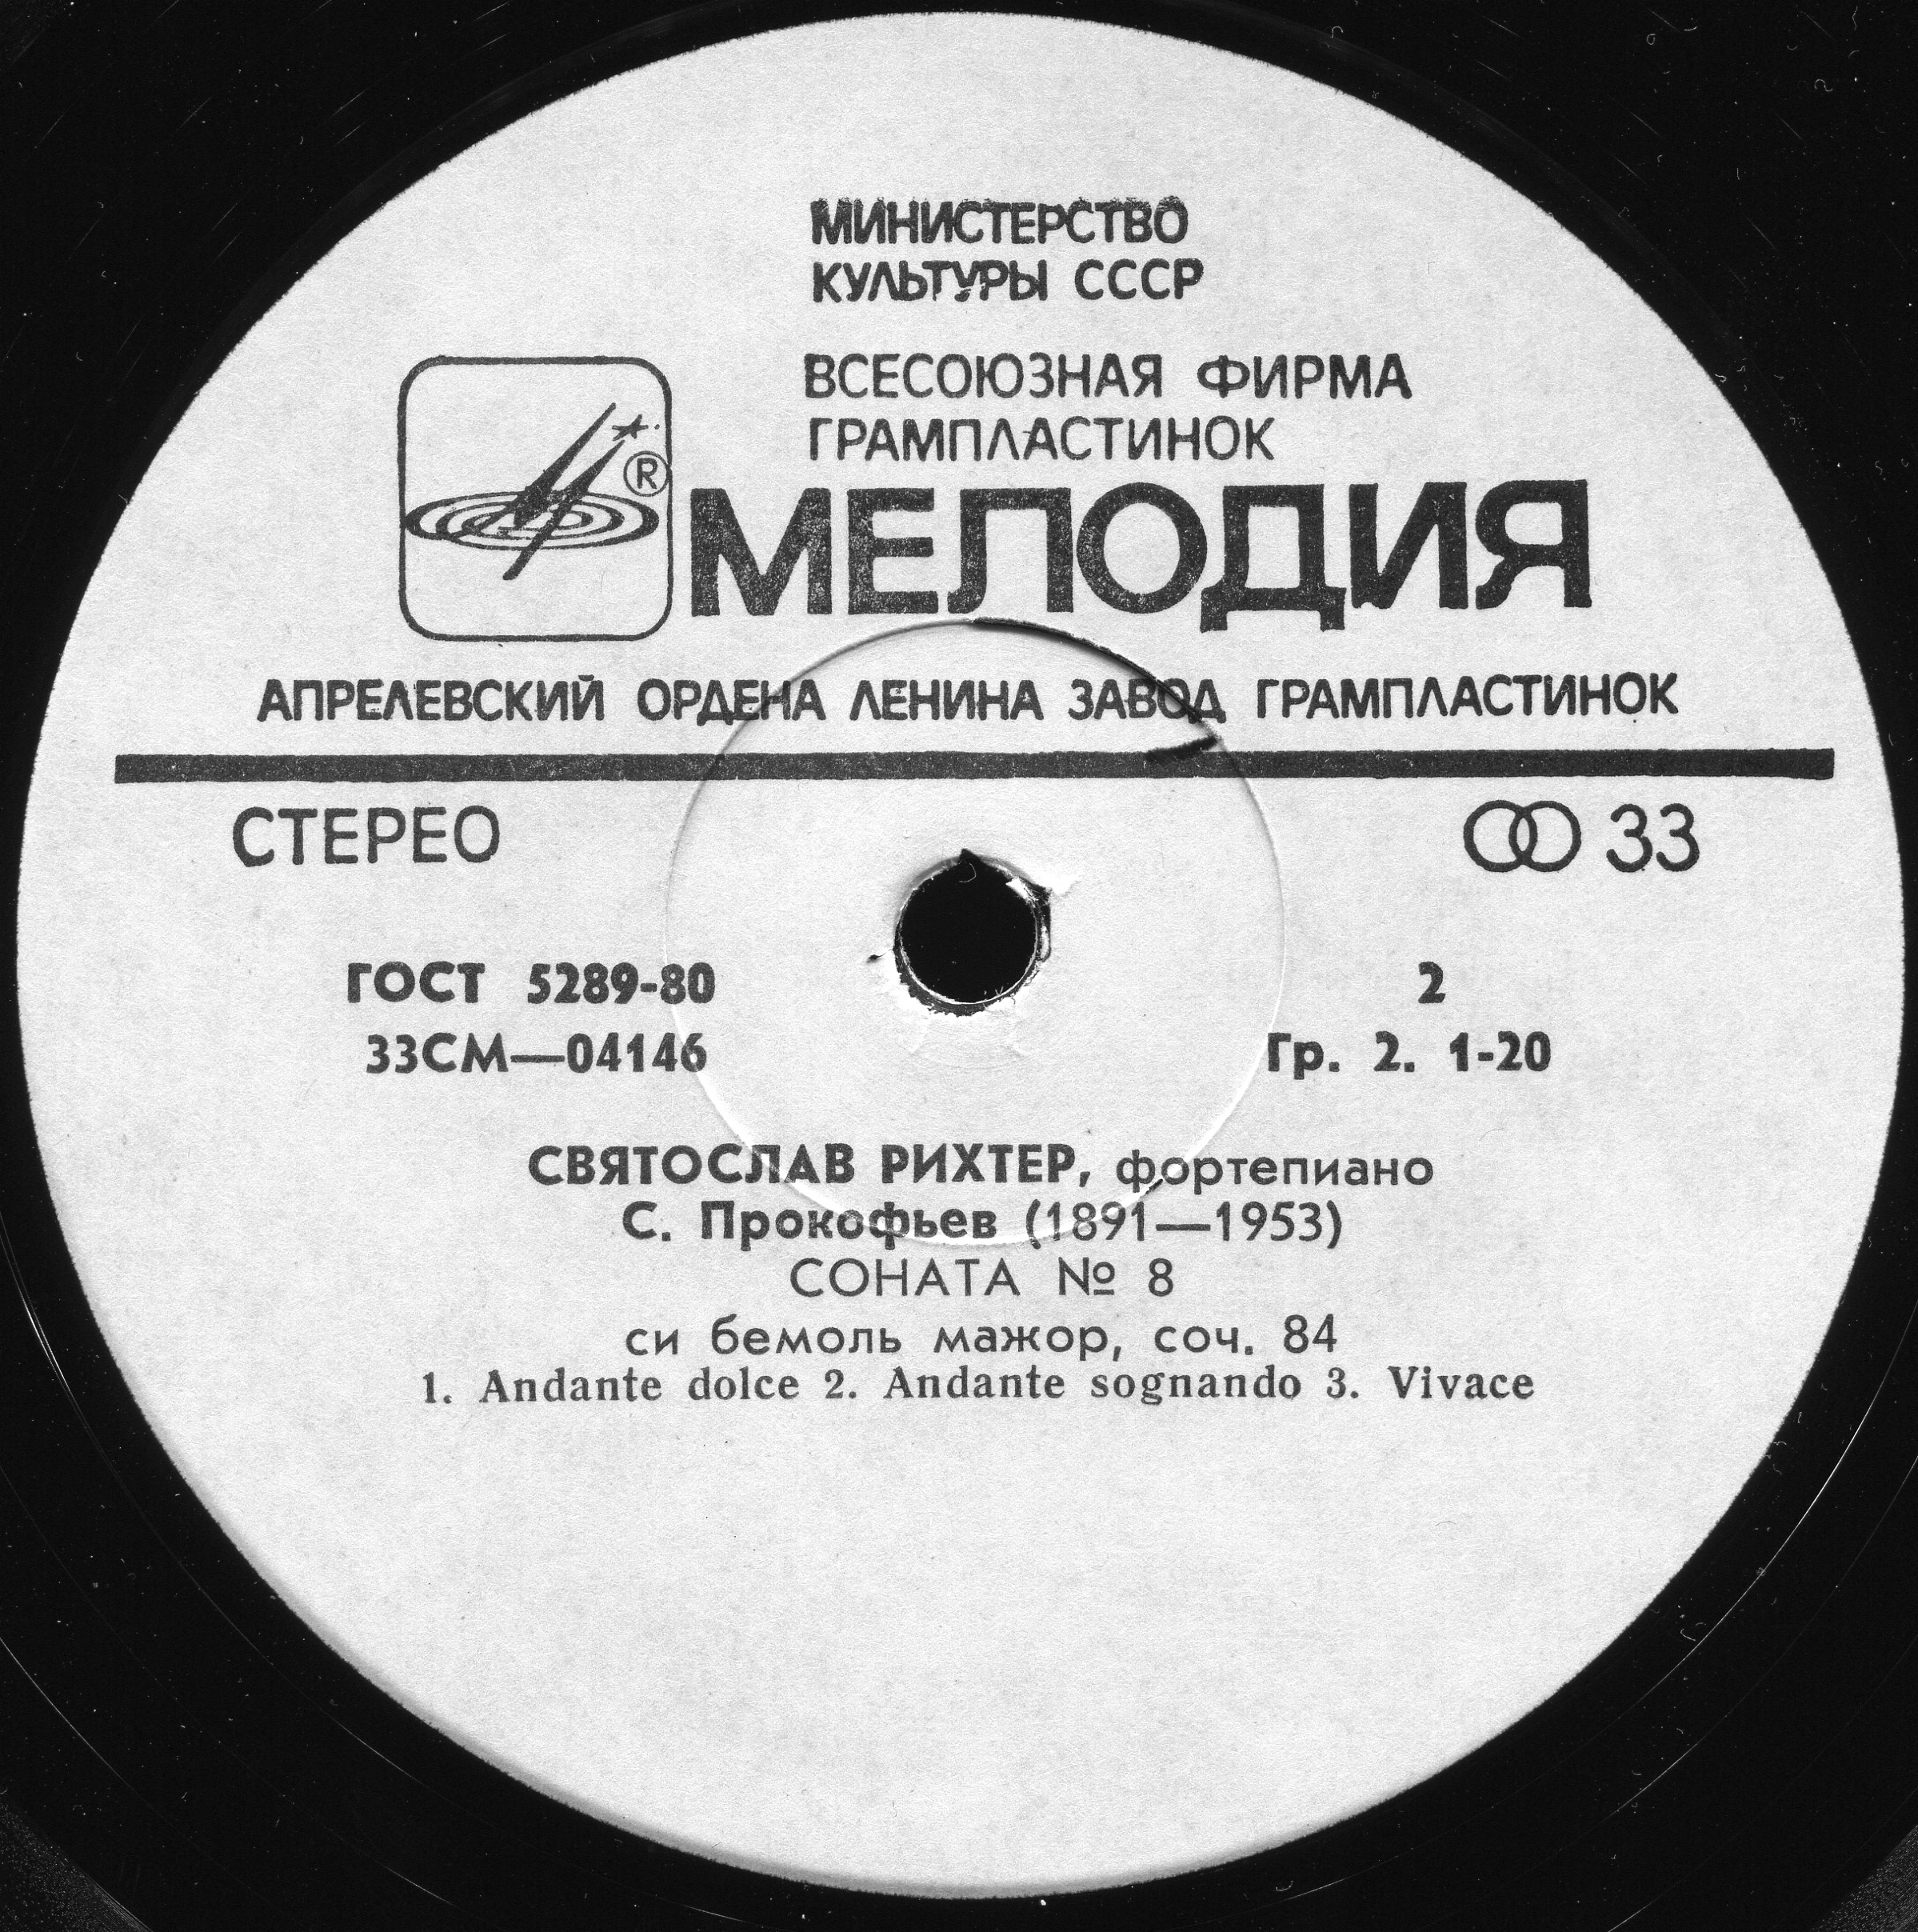 МИНИСТЕРСТВО
КУЛЬТУРЫ СССР
ВСЕСОЮЗНАЯ ФИРМА
ГРАМПЛАСТИНОК
® МЕЛОДИЯ
АПРЕЛЕВСКИЙ ОРДЕНА ЛЕНИНА ЗАВОД ГРАМПЛАСТИНОК
СТЕРЕО 33
ГОСТ 5289-80 2
33СМ—04146 Гр. 2. 1-20
СВЯТОСЛАВ РИХТЕР, фортепиано
С. Прокофьев (1891—1953)
СОНАТА № 8
си бемоль мажор, соч. 84
1. Andante dolce 2. Andante sognando 3. Vivace